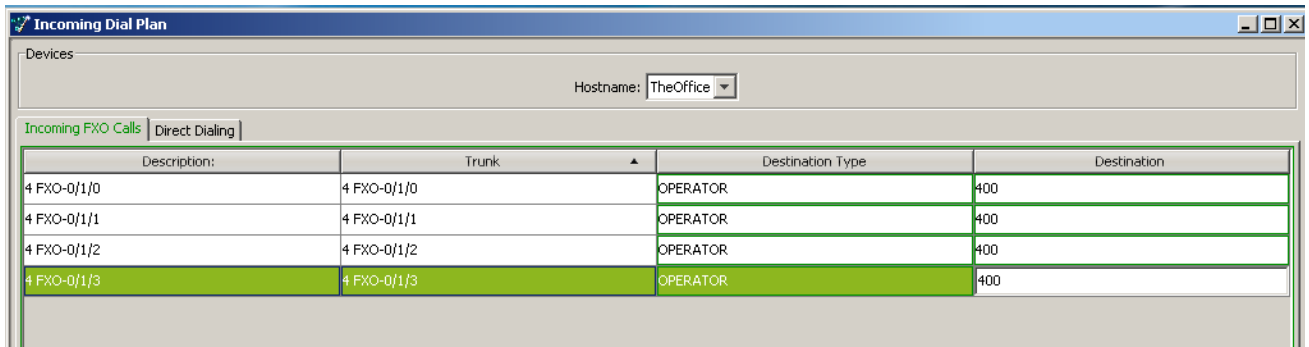 Incoming Dial Plan
Devices
Hostname: TheOffice
Incoming FXO Calls Direct Dialing
Description: Trunk Destination Type Destination
4 FXO-0/1/0 4 FXO-0/1/0 OPERATOR 400
4 FXO-0/1/1 4 FXO-0/1/1 OPERATOR 400
4 FXO-0/1/2 4 FXO-0/1/2 OPERATOR 400
4 FXO-0/1/3 4 FXO-0/1/3 OPERATOR 400